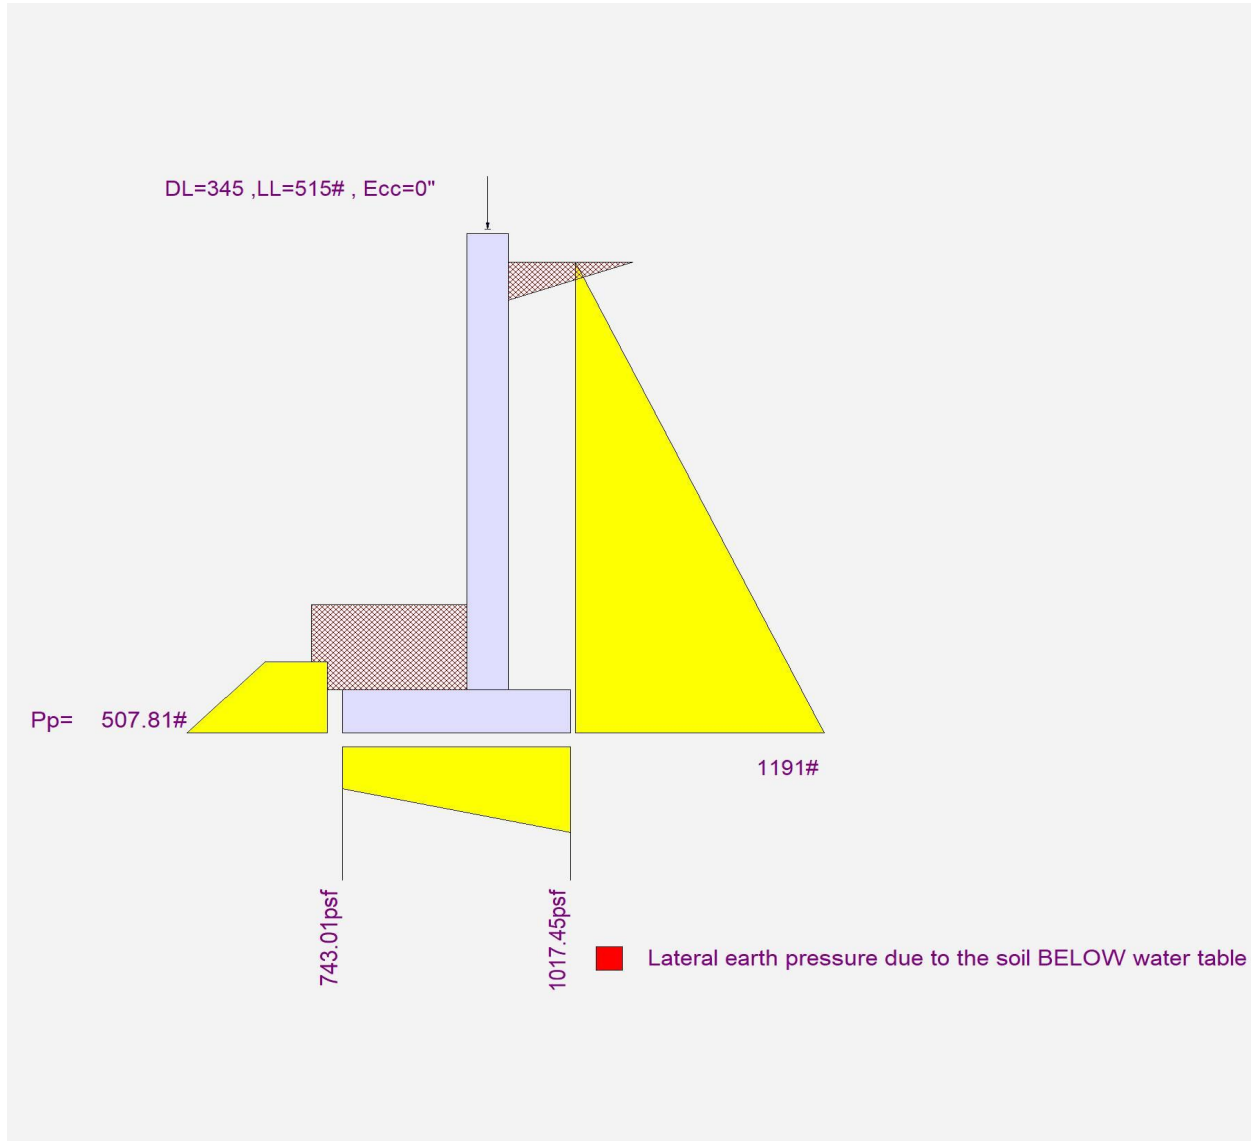 DL=345 ,LL=515# , Ecc=0"
Pp= 507.81#
1191#
743.01psf
1017.45psf
Lateral earth pressure due to the soil BELOW water table